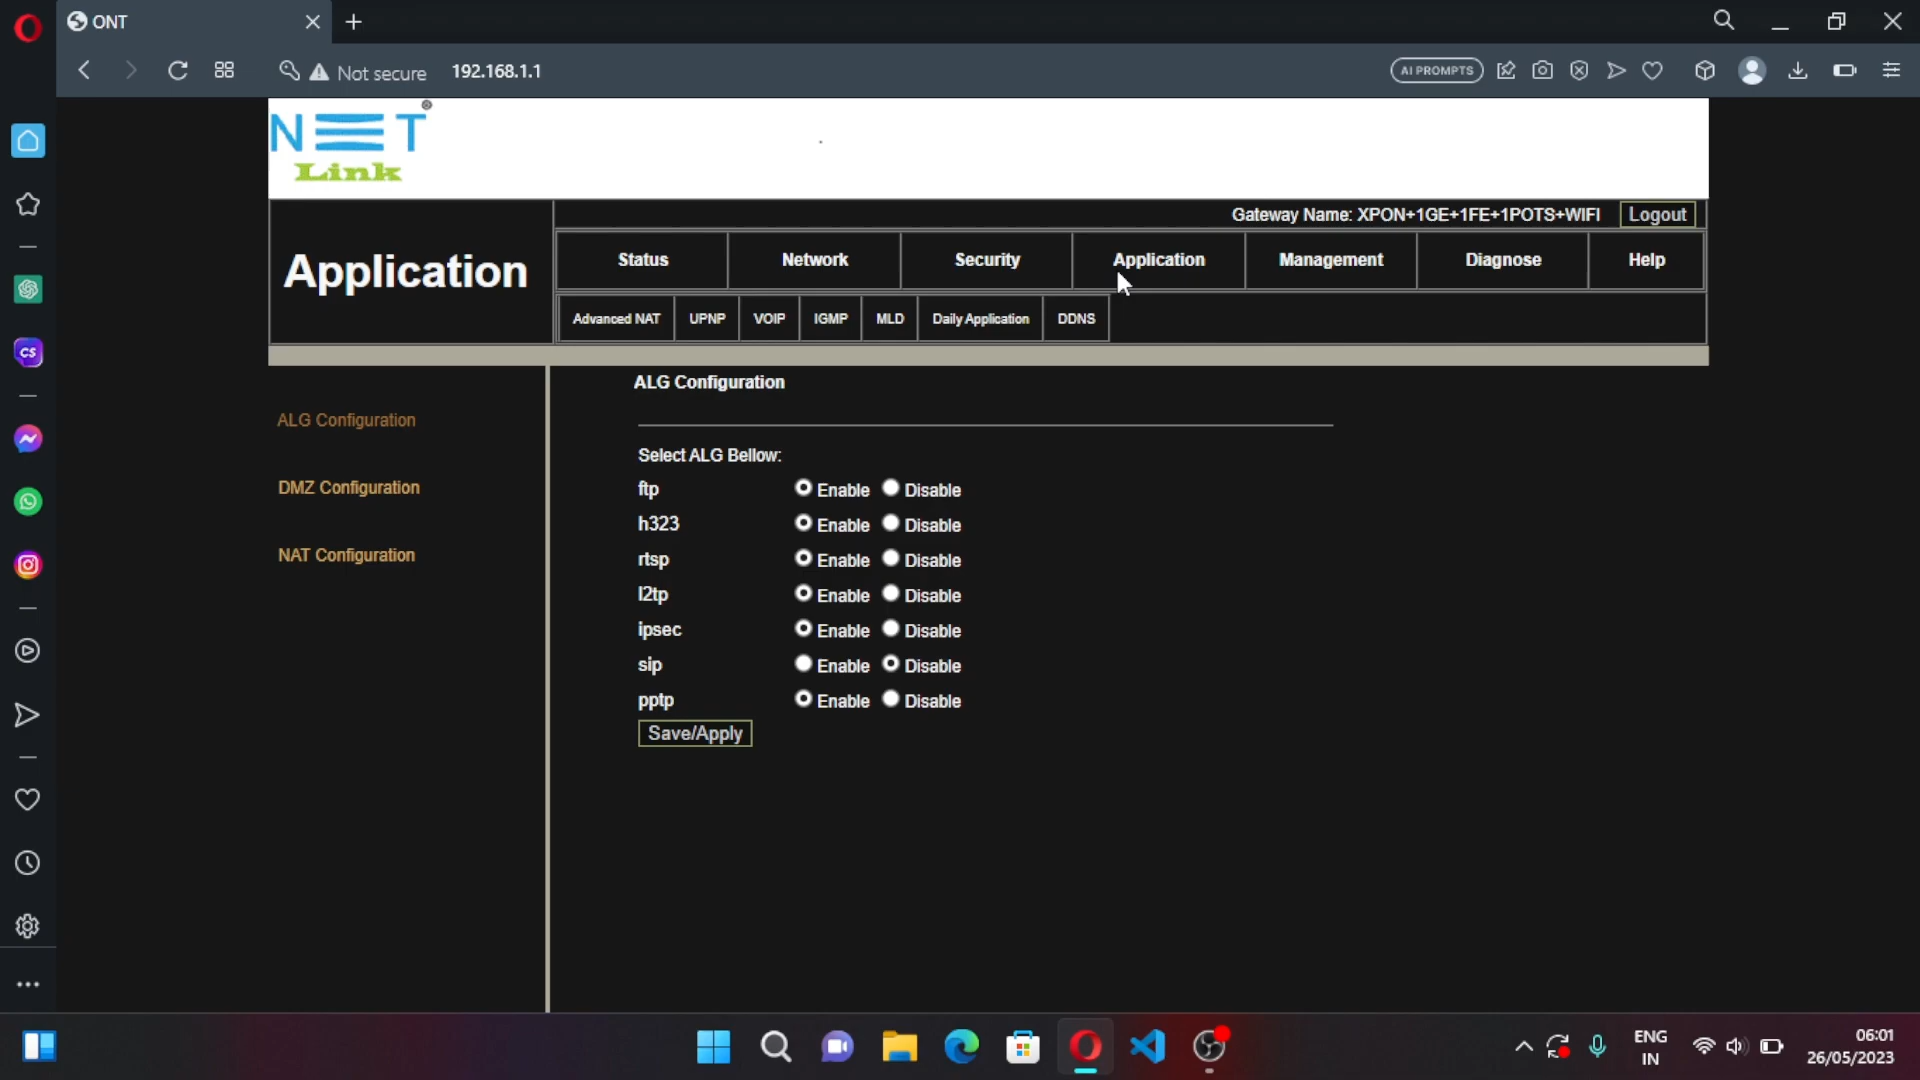 ONT
Not secure 192.168.1.1
AI PROMPTS
NET
Link
Gateway Name: XPON+1GE+1FE+1POTS+WIFI Logout
Application
Status Network Security Application Management Diagnose Help
Advanced NAT UPNP VOIP IGMP MLD Daily Application DDNS
ALG Configuration
DMZ Configuration
NAT Configuration
ALG Configuration
Select ALG Bellow:
ftp Enable Disable
h323 Enable Disable
rtsp Enable Disable
l2tp Enable Disable
ipsec Enable Disable
sip Enable Disable
pptp Enable Disable
Save/Apply
CS
ENG
IN
06:01
26/05/2023